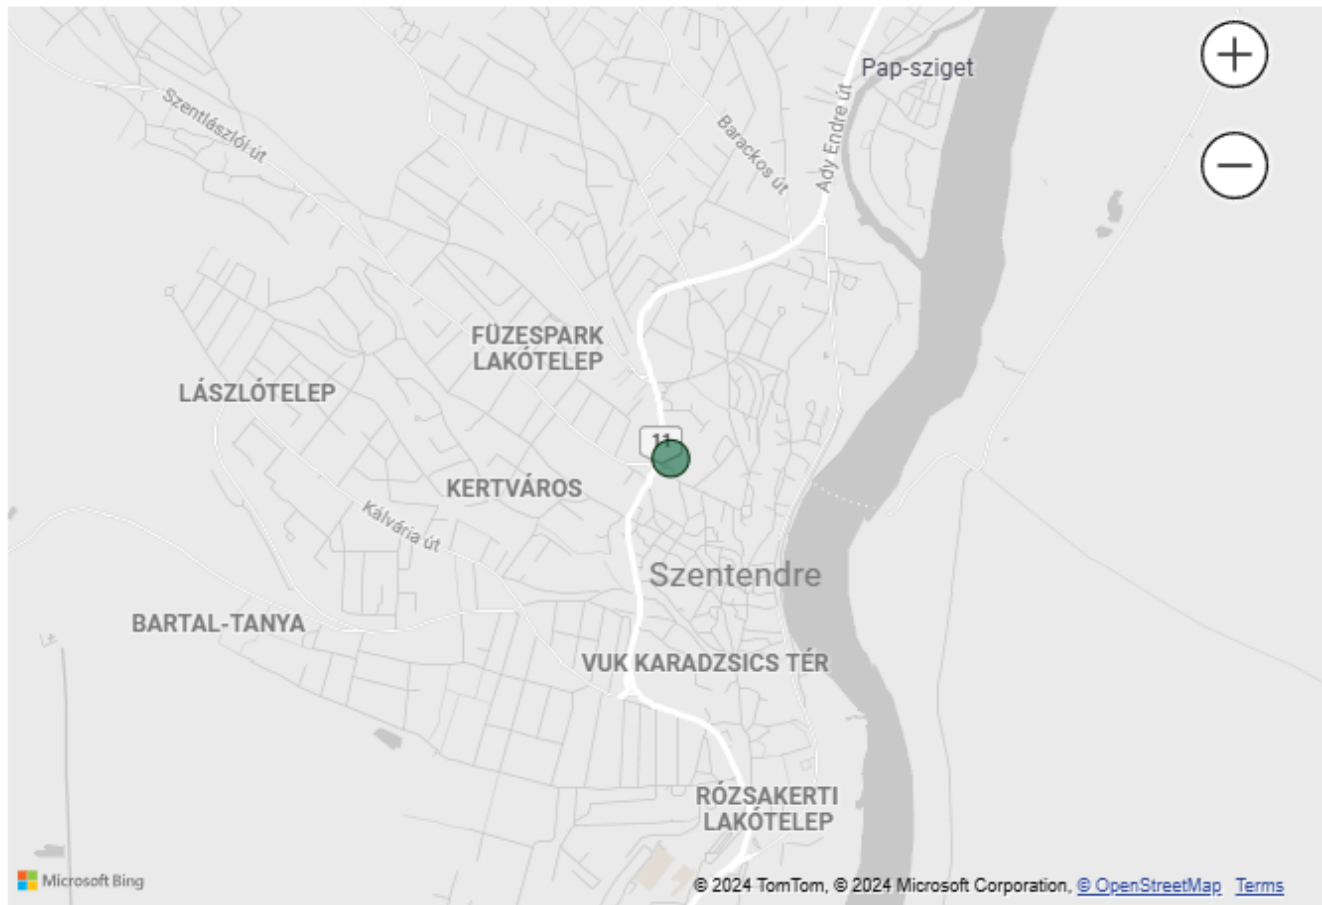 Pap-sziget
Szentlászlói út
Barackos út
Ady Endre út
FÜZESPARK
LAKÓTELEP
LÁSZLÓTELEP
11
KERTVÁROS
Kálvária út
Szentendre
BARTAL-TANYA
VUK KARADZSICS TÉR
RÓZSAKERTI
LAKÓTELEP
Microsoft Bing
© 2024 TomTom, © 2024 Microsoft Corporation, © OpenStreetMap Terms